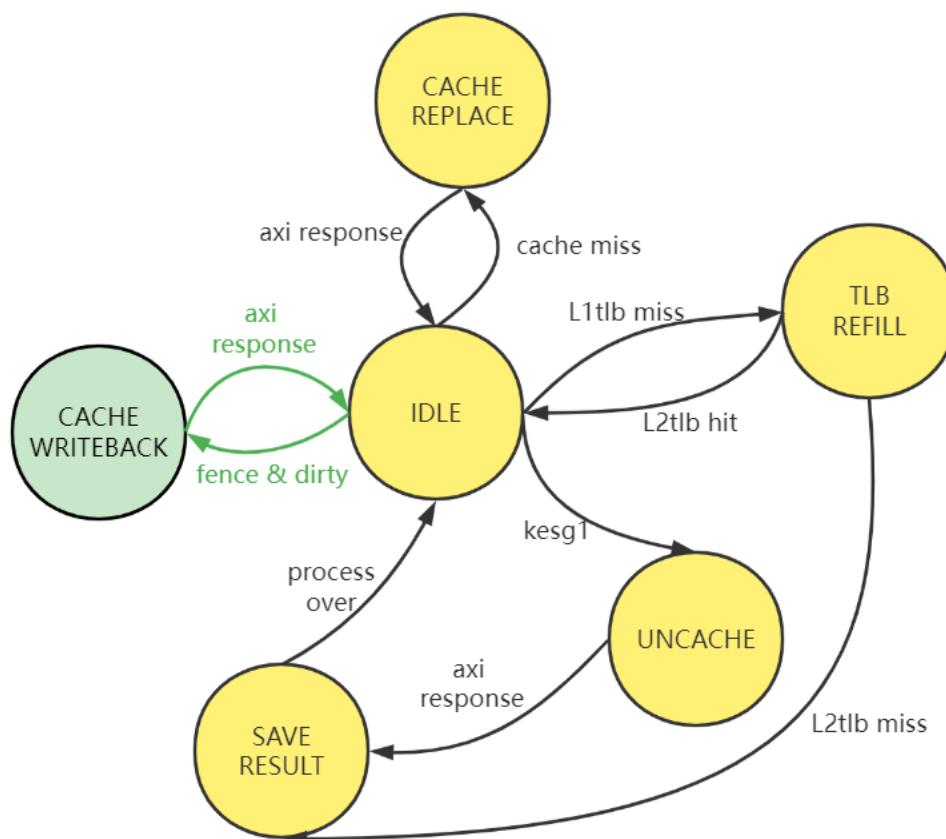 CACHE
REPLACE
axi response
cache miss
TLB
REFILL
L1tlb miss
axi
response
IDLE
CACHE
WRITEBACK
L2tlb hit
fence & dirty
kesg1
process
over
UNCACHE
axi
response
L2tlb miss
SAVE
RESULT